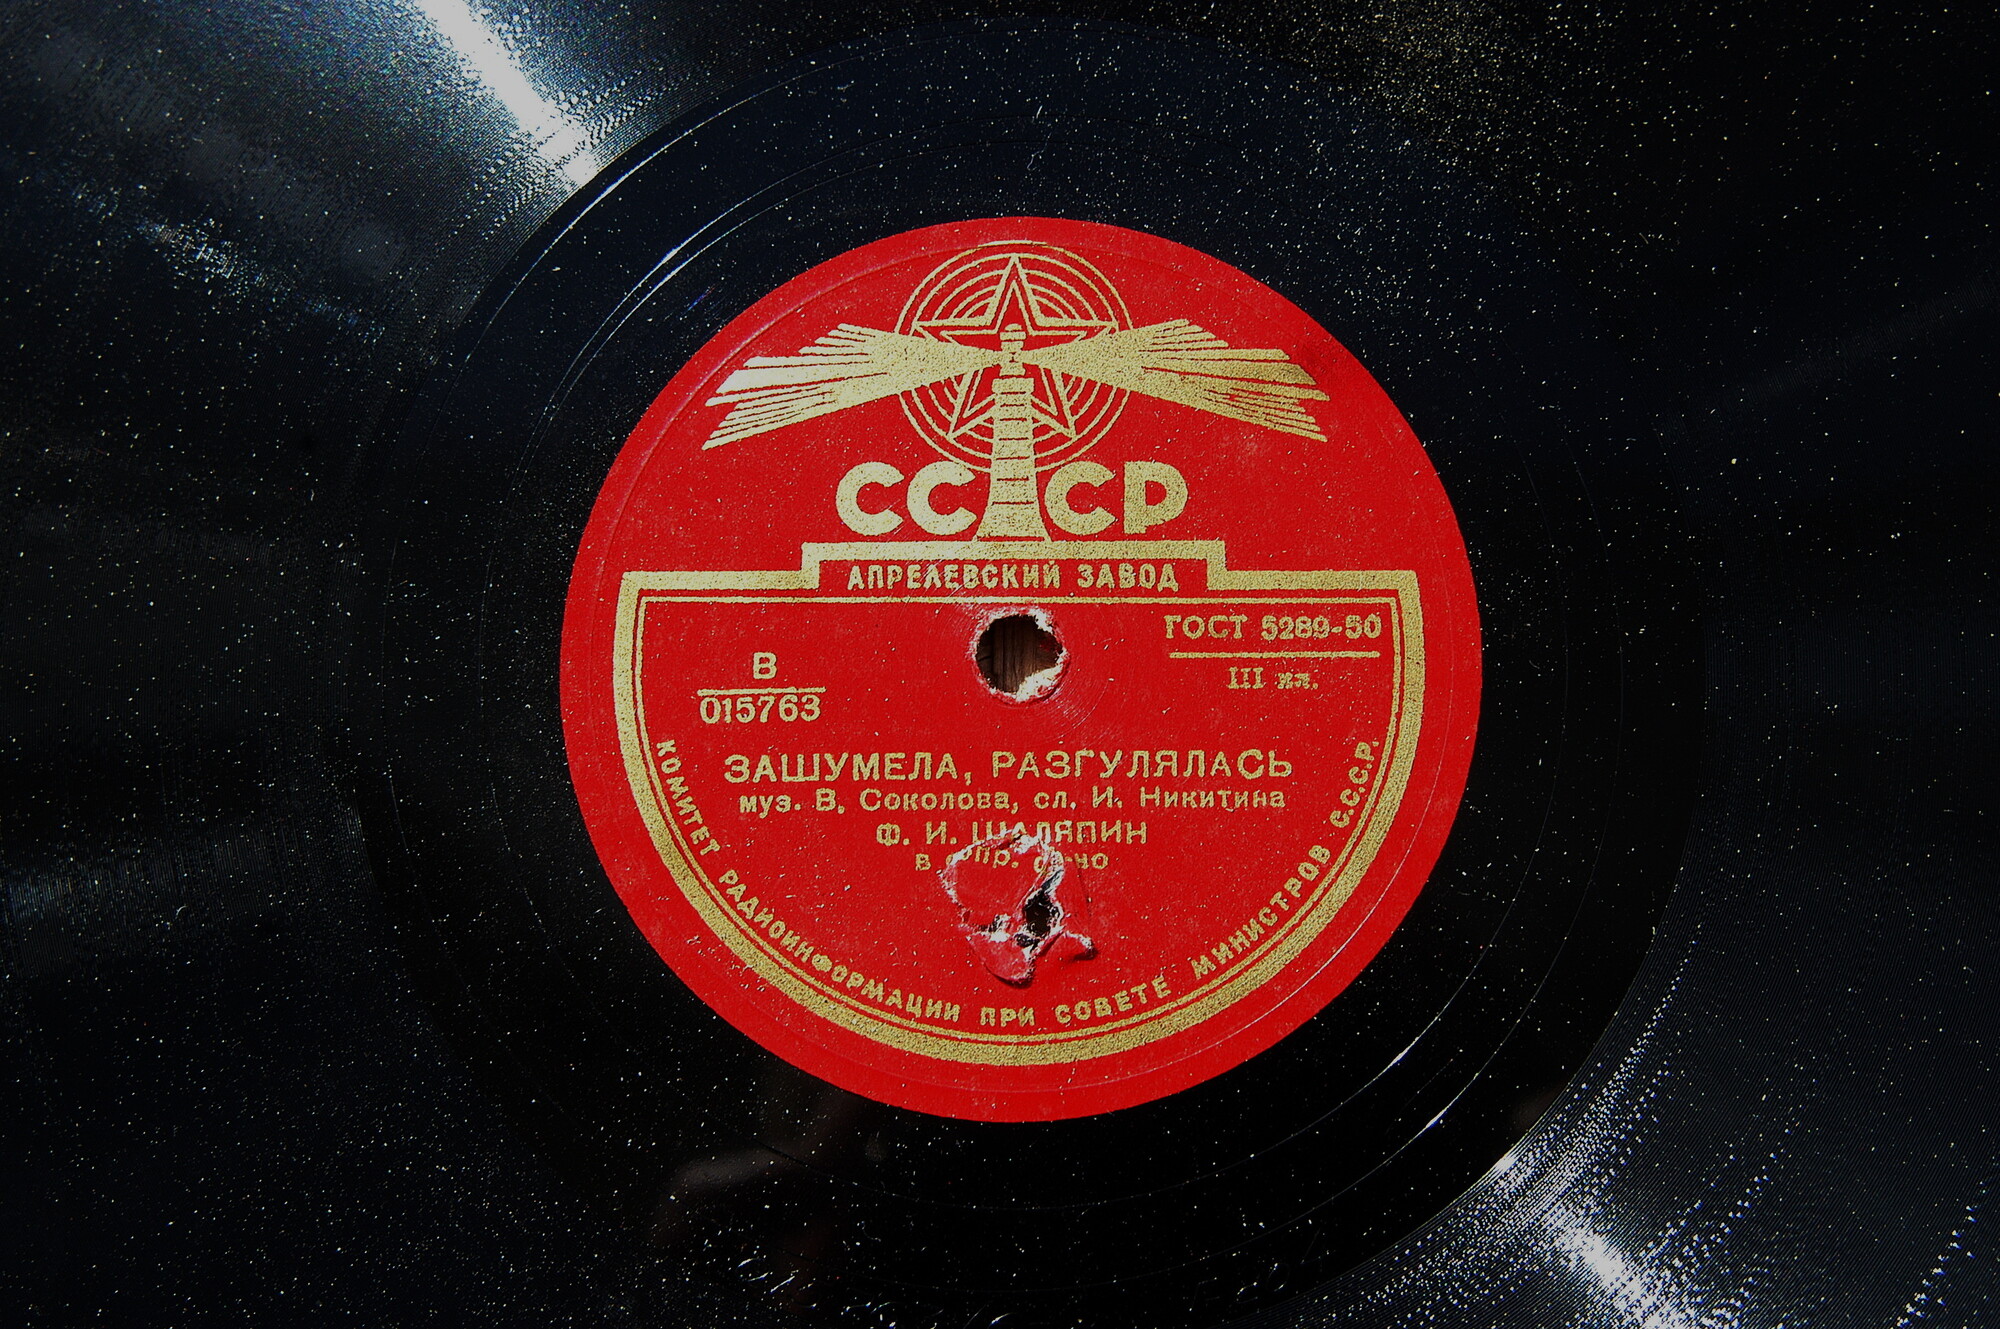 СССР
АПРЕЛЕВСКИЙ ЗАВОД
ГОСТ 5289-50
III кл.
В
015763
ЗАШУМЕЛА, РАЗГУЛЯЛАСЬ
муз. В. Соколова, сл. И. Никитина
Ф. И. ШАЛЯПИН
в
КОМИТЕТ РАДИОИНФОРМАЦИИ ПРИ СОВЕТЕ МИНИСТРОВ С.С.С.Р.